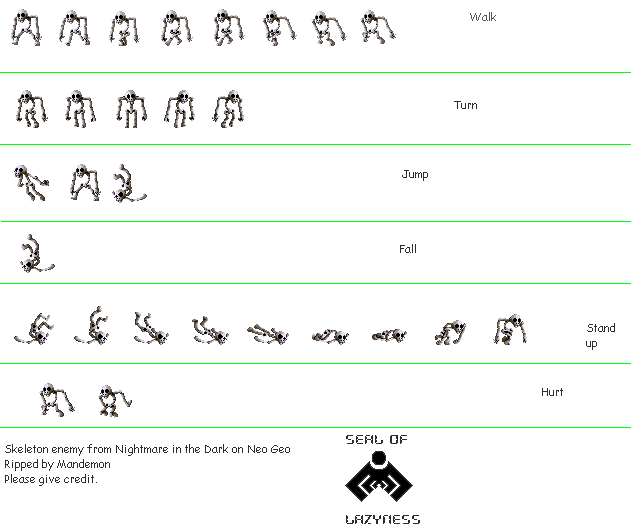 Walk
Turn
Jump
Fall
Stand
up
Hurt
Skeleton enemy from Nightmare in the Dark on Neo Geo
Ripped by Mandemon
Please give credit.
SEAL OF
LAZYNESS